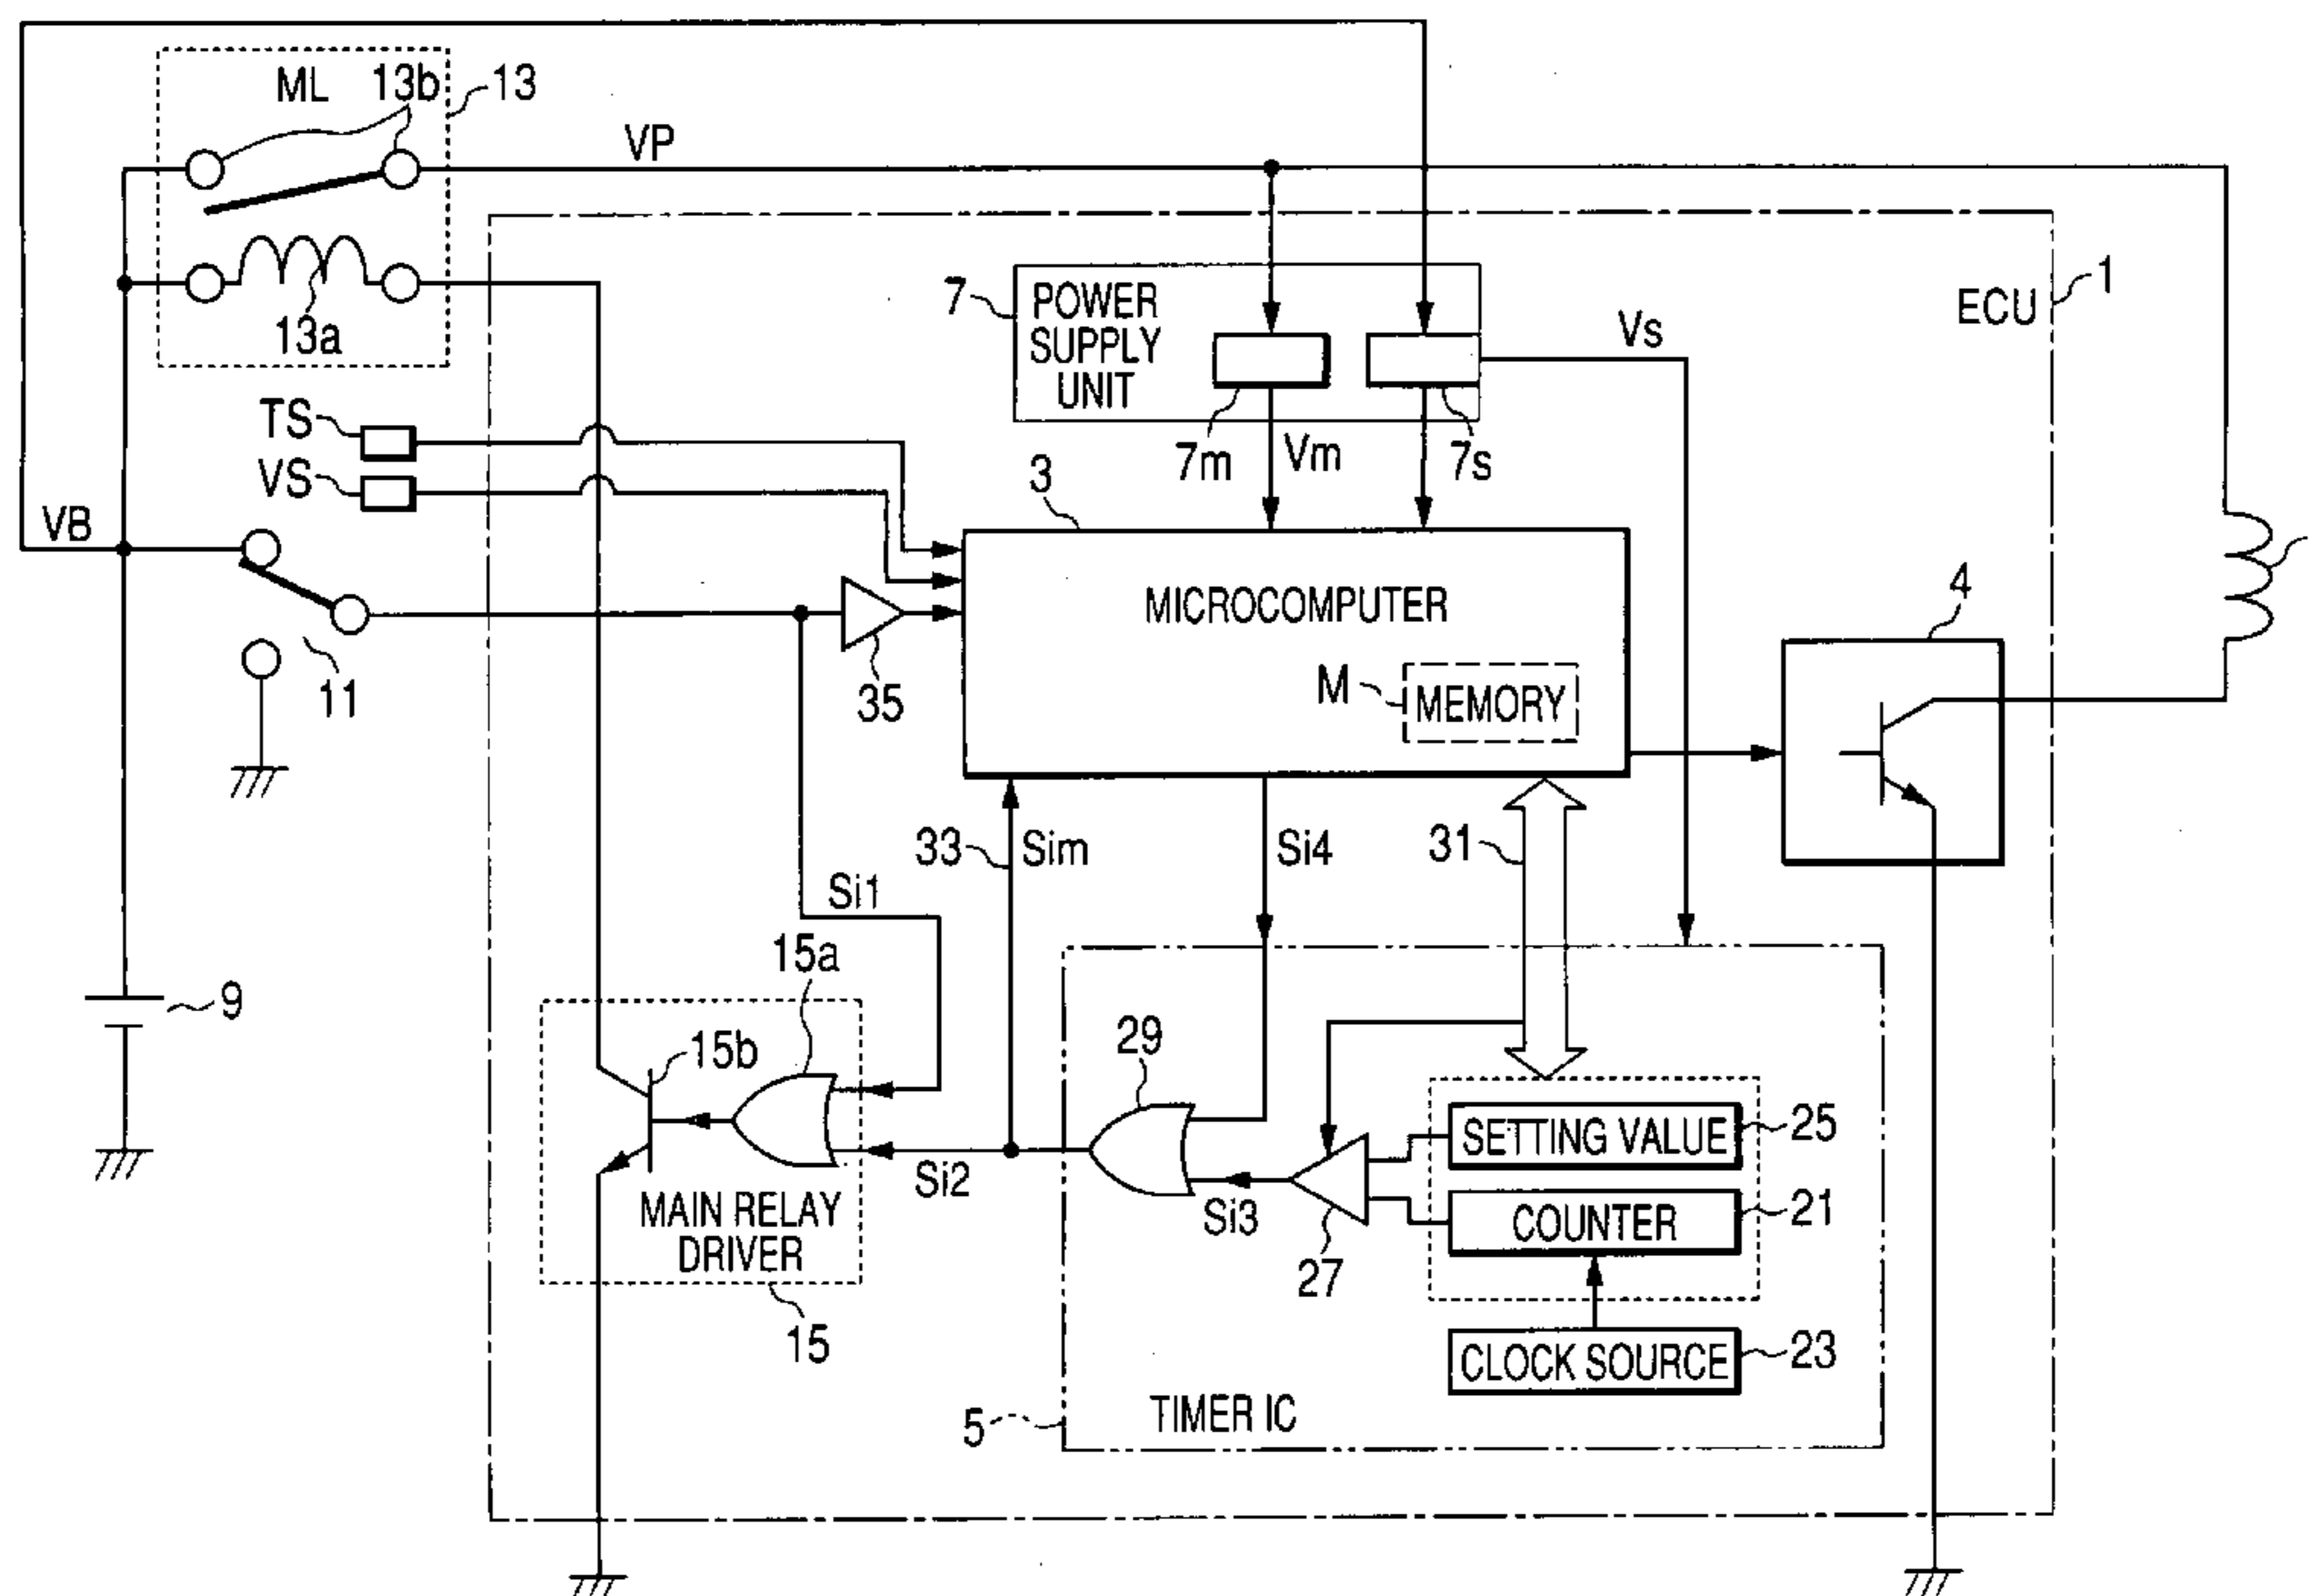 ML
13b
13
VP
13a
7
POWER
SUPPLY
UNIT
ECU
1
Vs
TS
VS
7m
Vm
7s
3
VB
MICROCOMPUTER
4
11
35
M
MEMORY
33
Sim
Si4
31
Si1
15a
9
15b
29
SETTING VALUE
25
Si2
Si3
COUNTER
21
MAIN RELAY
DRIVER
27
15
CLOCK SOURCE
23
5
TIMER IC